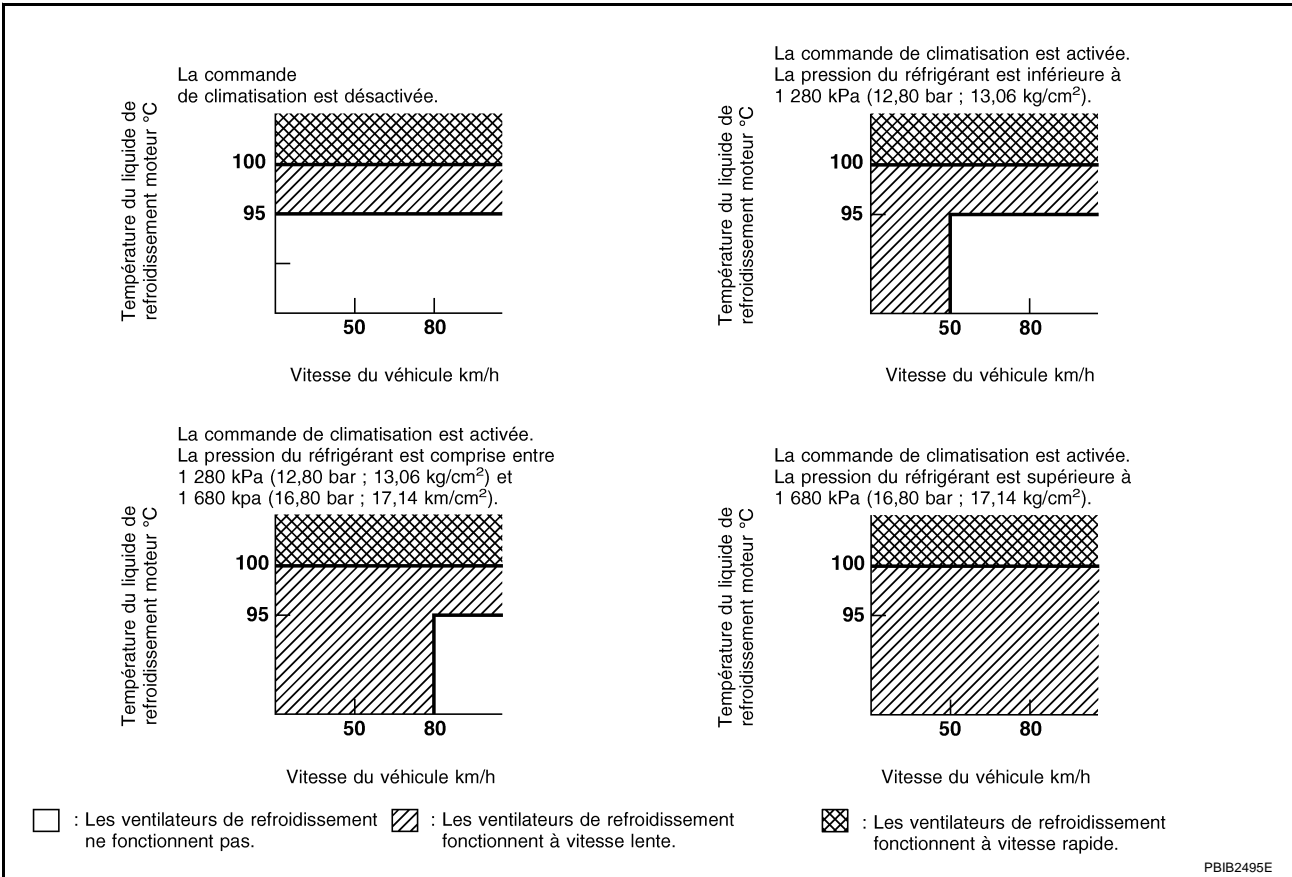 La commande
de climatisation est désactivée.
Température du liquide de
refroidissement moteur °C
100
95
50 80
Vitesse du véhicule km/h
La commande de climatisation est activée.
La pression du réfrigérant est inférieure à
1 280 kPa (12,80 bar ; 13,06 kg/cm²).
Température du liquide de
refroidissement moteur °C
100
95
50 80
Vitesse du véhicule km/h
La commande de climatisation est activée.
La pression du réfrigérant est comprise entre
1 280 kPa (12,80 bar ; 13,06 kg/cm²) et
1 680 kpa (16,80 bar ; 17,14 km/cm²).
Température du liquide de
refroidissement moteur °C
100
95
50 80
Vitesse du véhicule km/h
La commande de climatisation est activée.
La pression du réfrigérant est supérieure à
1 680 kPa (16,80 bar ; 17,14 kg/cm²).
Température du liquide de
refroidissement moteur °C
100
95
50 80
Vitesse du véhicule km/h
: Les ventilateurs de refroidissement
ne fonctionnent pas.
: Les ventilateurs de refroidissement
fonctionnent à vitesse lente.
: Les ventilateurs de refroidissement
fonctionnent à vitesse rapide.
PBIB2495E